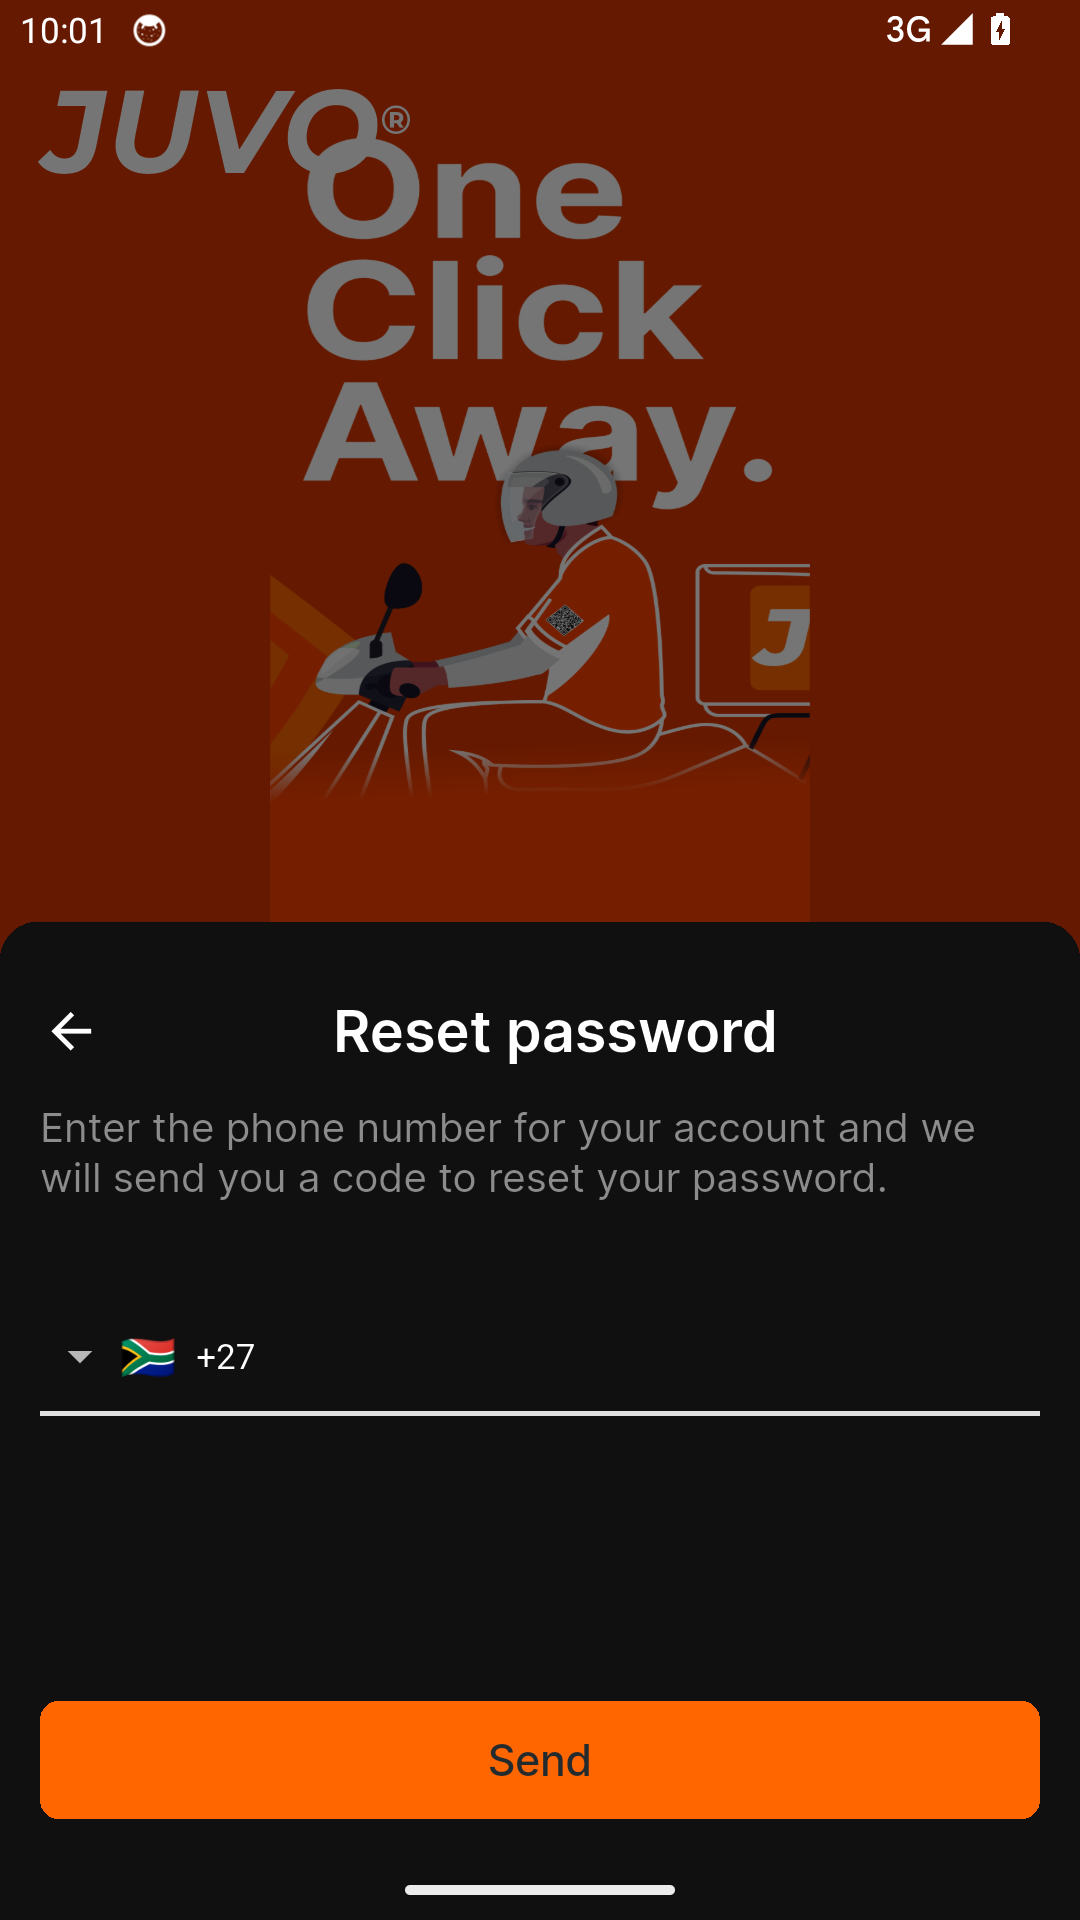 10:01
3G
JUVO®
One
Click
Away.
J
Reset password
Enter the phone number for your account and we
will send you a code to reset your password.
+27
Send